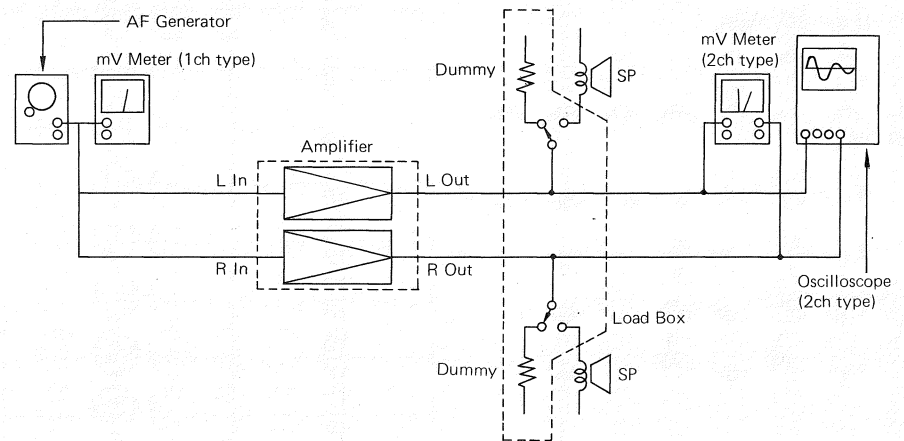 AF Generator
mV Meter (1ch type)
mV Meter
(2ch type)
Dummy
SP
Amplifier
L In
L Out
R In
R Out
Oscilloscope
(2ch type)
Load Box
Dummy
SP